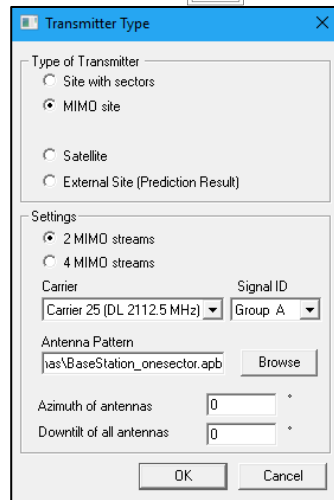 Transmitter Type
Type of Transmitter
Site with sectors
MIMO site
Satellite
External Site (Prediction Result)
Settings
2 MIMO streams
4 MIMO streams
Carrier Signal ID
Carrier 25 (DL 2112.5 MHz) Group A
Antenna Pattern
nas\BaseStation_onesector.apb Browse
Azimuth of antennas 0 °
Downtilt of all antennas 0 °
OK Cancel